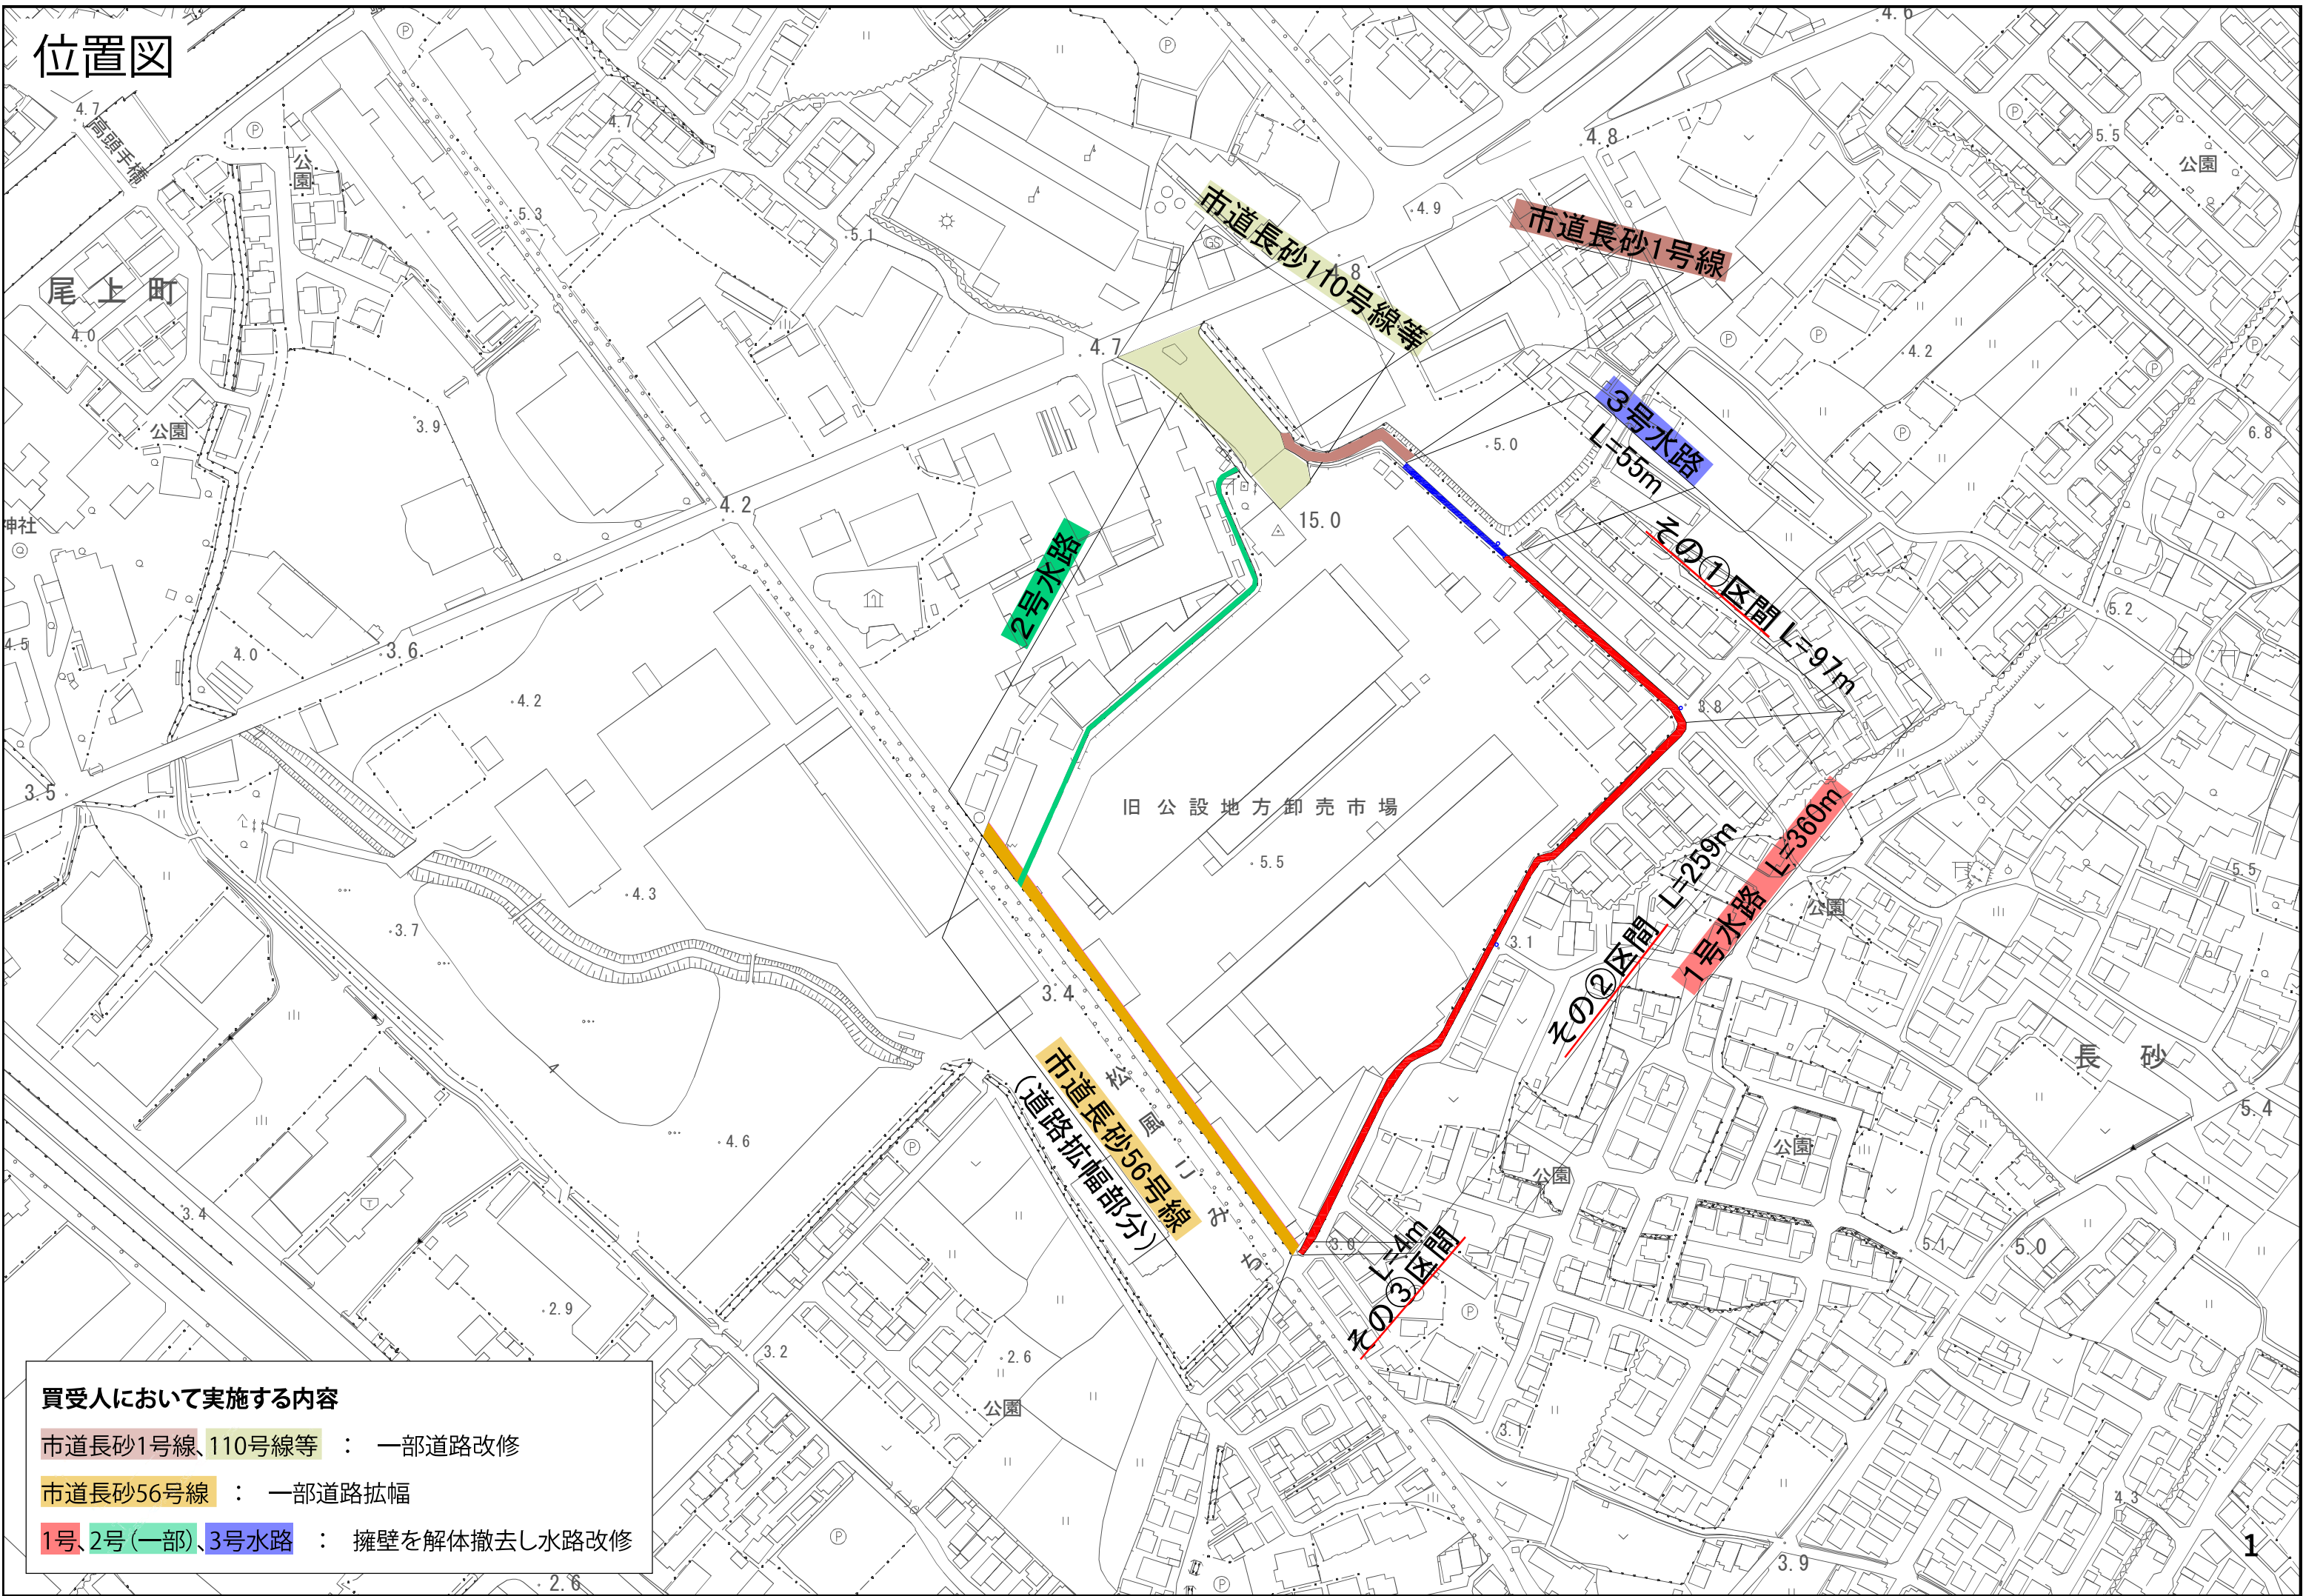 位置図
4.6
4.7
高頭手橋
公園
4.7
5.3
5.1
4.8
4.9
5.5
公園
市道長砂110号線等
市道長砂1号線
GS
4.8
尾上町
4.0
4.7
4.2
公園
3.9
3号水路
L=55m
5.0
6.8
神社
4.2
15.0
その①区間 L=97m
2号水路
5.2
4.5
4.0
3.6
4.2
3.8
3.5
旧公設地方卸売市場
5.5
1号水路 L=360m
その② 区間 L=259m
公園
5.5
4.3
3.7
3.1
3.4
市道長砂56号線
(道路拡幅部分)
松風こみち
長砂
5.4
4.6
公園
公園
3.4
3.0
L=4m
その③区間
5.1
5.0
2.9
3.2
2.6
公園
3.1
4.3
3.9
2.6
買受人において実施する内容
市道長砂1号線、110号線等 : 一部道路改修
市道長砂56号線 : 一部道路拡幅
1号、2号(一部)、3号水路 : 擁壁を解体撤去し水路改修
1